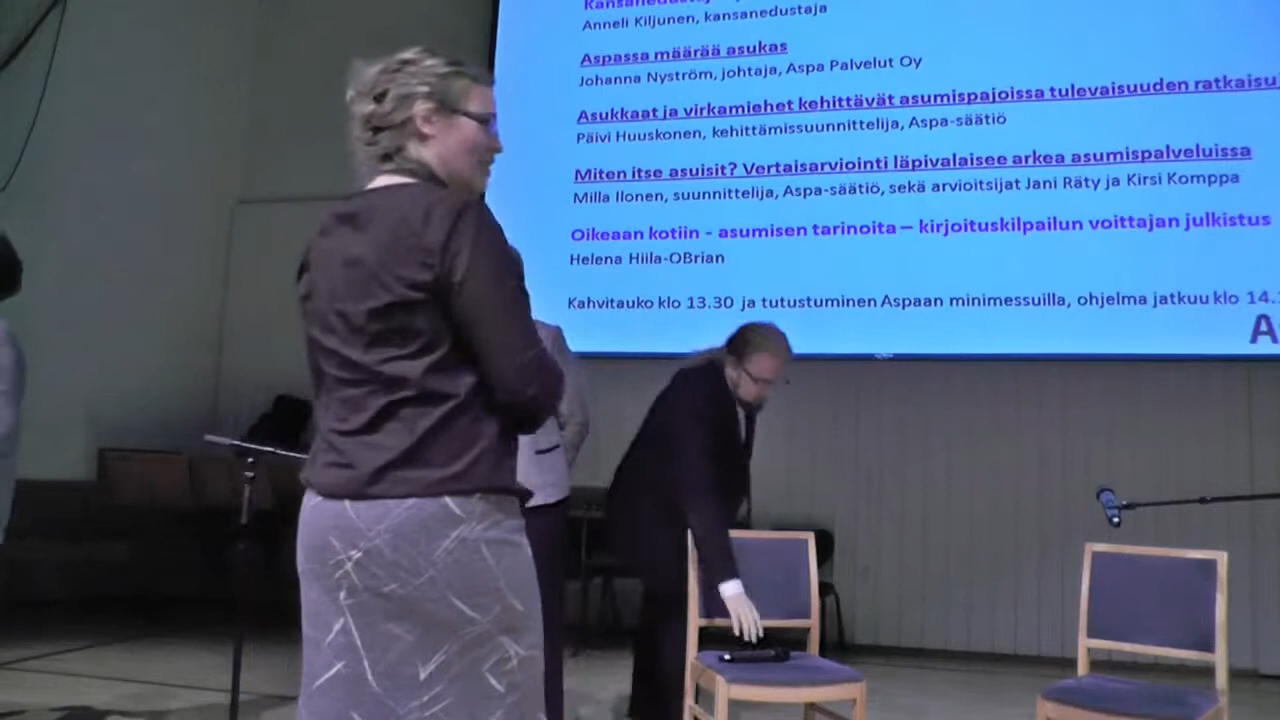 Anneli Kiljunen, kansanedustaja
Aspassa määrää asukas
Johanna Nyström, johtaja, Aspa Palvelut Oy
Asukkaat ja virkamiehet kehittävät asumispajoissa tulevaisuuden ratkaisu
Päivi Huuskonen, kehittämissuunnittelija, Aspa-säätiö
Miten itse asuisit? Vertaisarviointi läpivalaisee arkea asumispalveluissa
Milla Ilonen, suunnittelija, Aspa-säätiö, sekä arvioitsijat Jani Räty ja Kirsi Komppa
Oikeaan kotiin - asumisen tarinoita – kirjoituskilpailun voittajan julkistus
Helena Hiila-OBrian
Kahvitauko klo 13.30 ja tutustuminen Aspaan minimessuilla, ohjelma jatkuu klo 14.
A